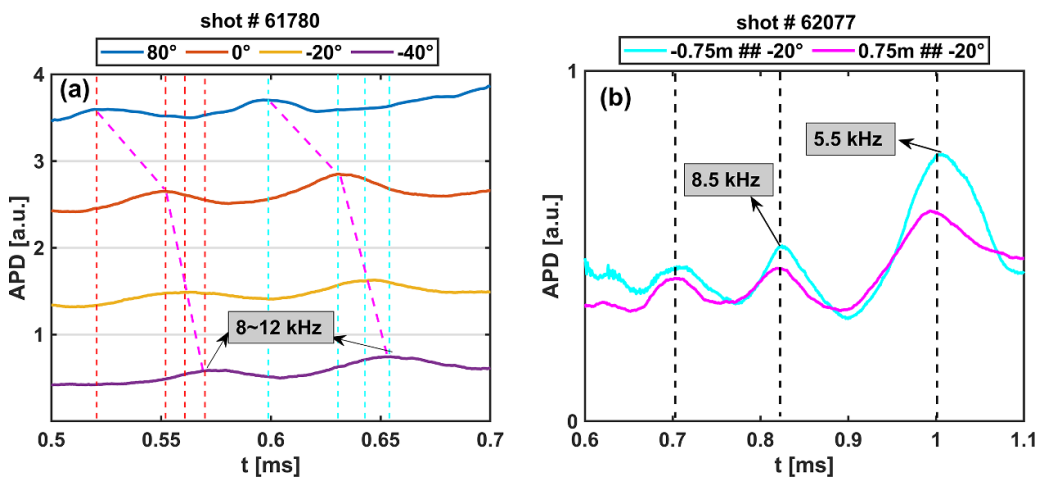 shot # 61780
80° 0° -20° -40°
(a)
APD [a.u.]
4
3
2
1
8~12 kHz
0.5 0.55 0.6 0.65 0.7
t [ms]
shot # 62077
-0.75m ## -20° 0.75m ## -20°
(b)
APD [a.u.]
1
5.5 kHz
8.5 kHz
0
0.6 0.7 0.8 0.9 1 1.1
t [ms]